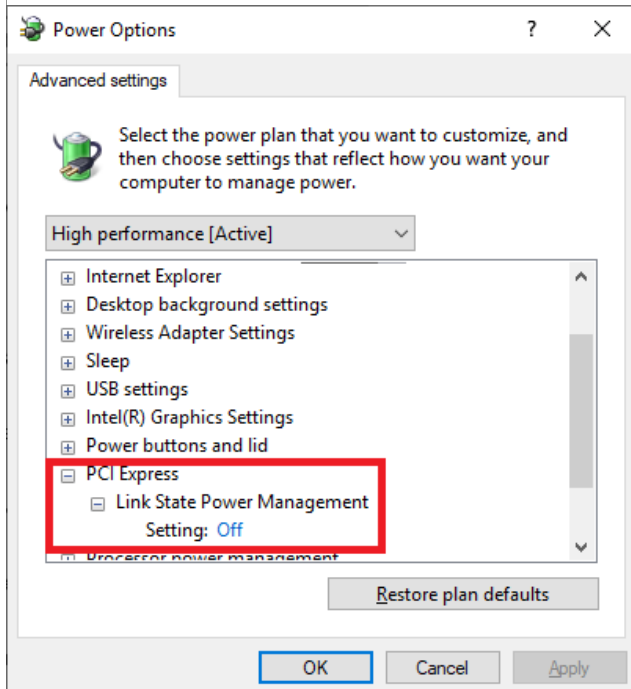 Power Options
?
Advanced settings
Select the power plan that you want to customize, and
then choose settings that reflect how you want your
computer to manage power.
High performance [Active]
Internet Explorer
Desktop background settings
Wireless Adapter Settings
Sleep
USB settings
Intel(R) Graphics Settings
Power buttons and lid
PCI Express
Link State Power Management
Setting: Off
Processor power management
Restore plan defaults
OK
Cancel
Apply